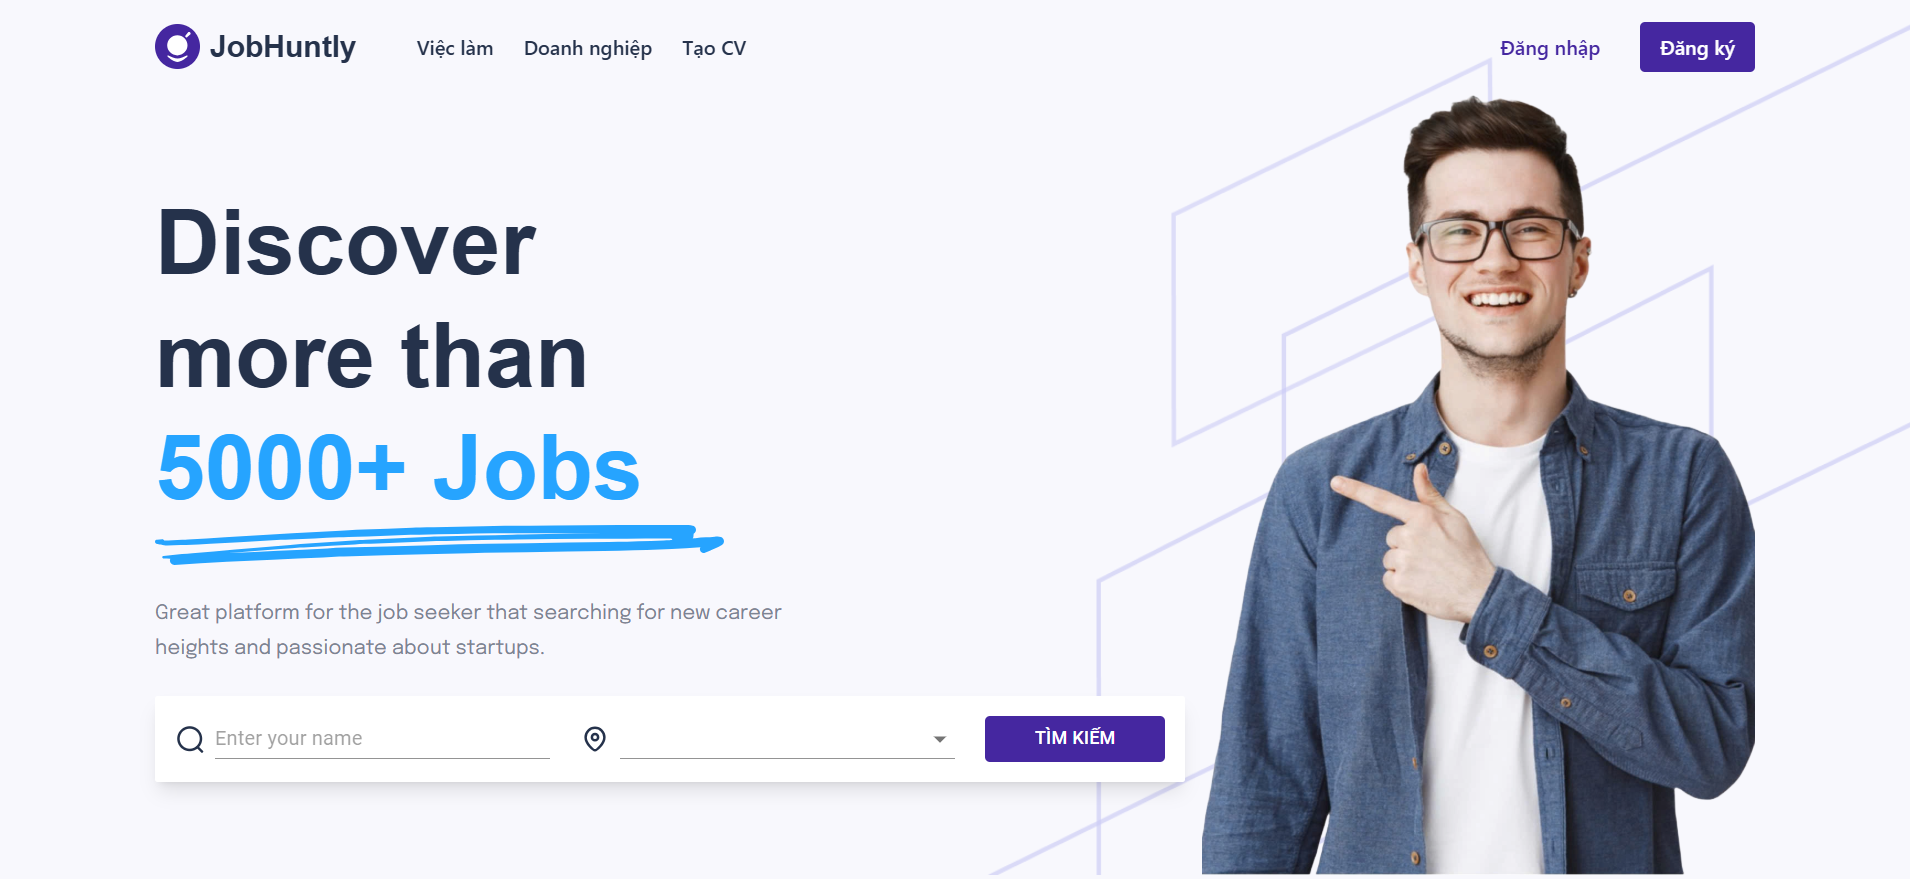 JobHuntly
Việc làm
Doanh nghiệp
Tạo CV
Đăng nhập
Đăng ký
Discover
more than
5000+ Jobs
Great platform for the job seeker that searching for new career
heights and passionate about startups.
Enter your name
TÌM KIẾM